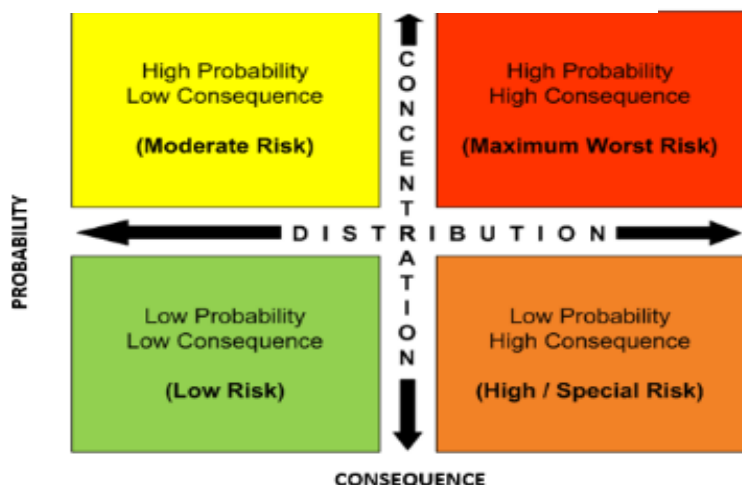 High Probability
Low Consequence
(Moderate Risk)
CONCENTRATION
High Probability
High Consequence
(Maximum Worst Risk)
PROBABILITY
DISTRIBUTION
Low Probability
Low Consequence
(Low Risk)
Low Probability
High Consequence
(High / Special Risk)
CONSEQUENCE